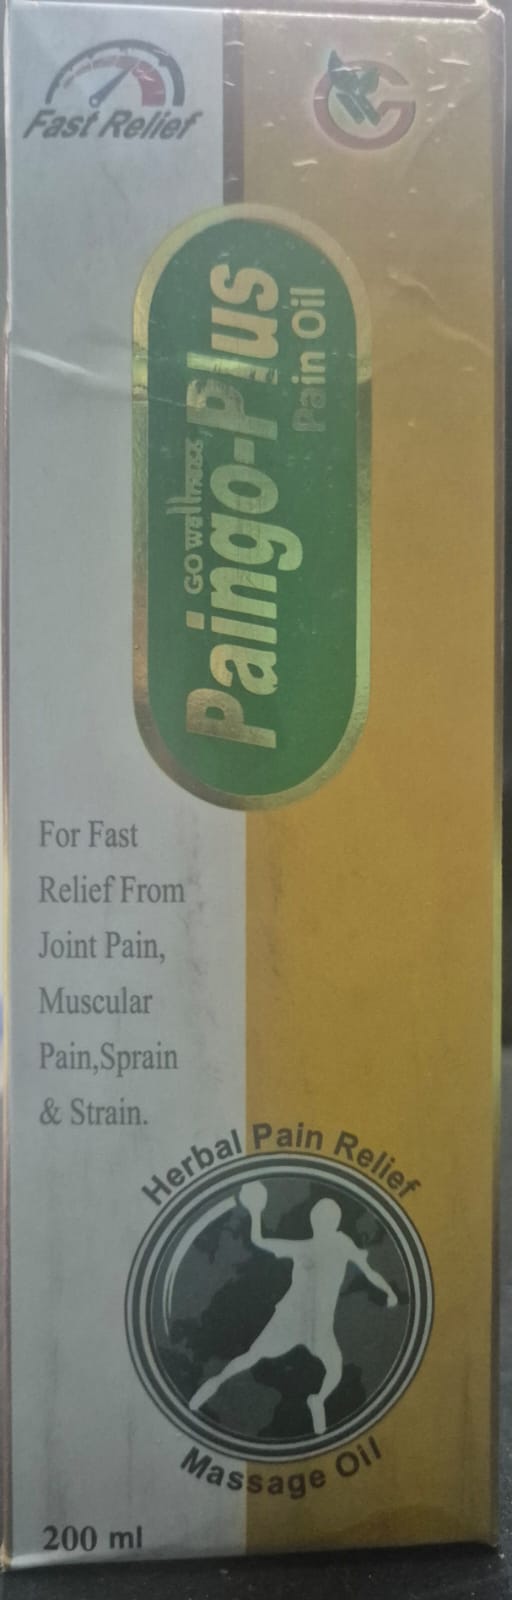 Fast Relief
GO wellness
Paingo-Plus
Pain Oil
For Fast
Relief From
Joint Pain,
Muscular
Pain,Sprain
& Strain.
Herbal Pain Relief
Massage Oil
200 ml